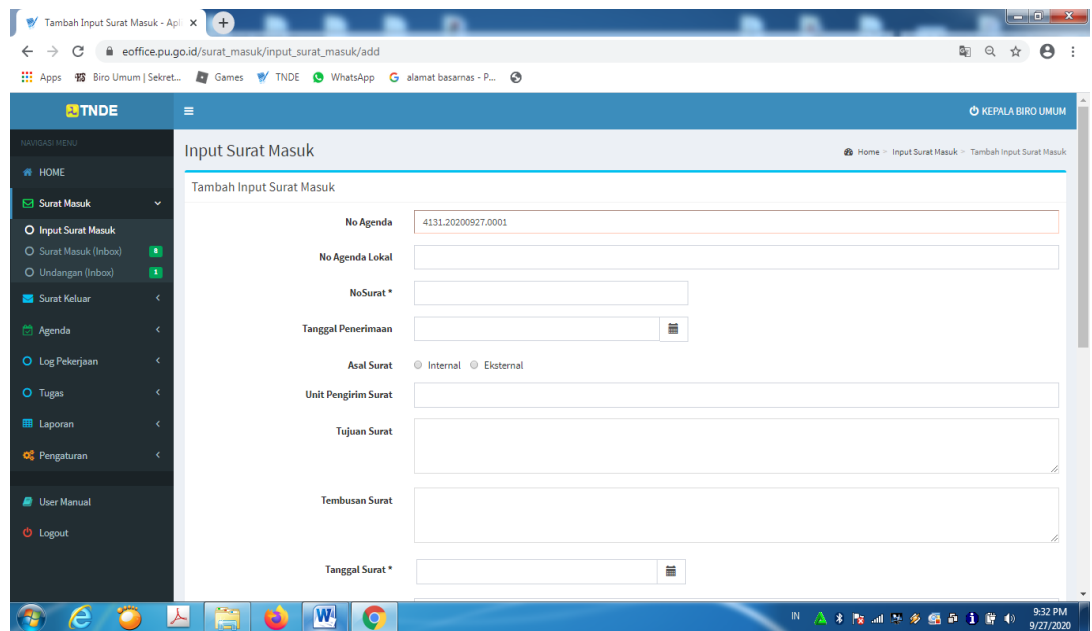 Tambah Input Surat Masuk - Apl
eoffice.pu.go.id/surat_masuk/input_surat_masuk/add
Apps Biro Umum | Sekret... Games TNDE WhatsApp alamat basarnas - P...
TNDE
KEPALA BIRO UMUM
NAVIGASI MENU
HOME
Surat Masuk
Input Surat Masuk
Surat Masuk (Inbox) 8
Undangan (Inbox) 1
Surat Keluar
Agenda
Log Pekerjaan
Tugas
Laporan
Pengaturan
User Manual
Logout
Input Surat Masuk
Home > Input Surat Masuk > Tambah Input Surat Masuk
Tambah Input Surat Masuk
No Agenda 4131.20200927.0001
No Agenda Lokal
NoSurat *
Tanggal Penerimaan
Asal Surat Internal Eksternal
Unit Pengirim Surat
Tujuan Surat
Tembusan Surat
Tanggal Surat *
IN
9:32 PM
9/27/2020